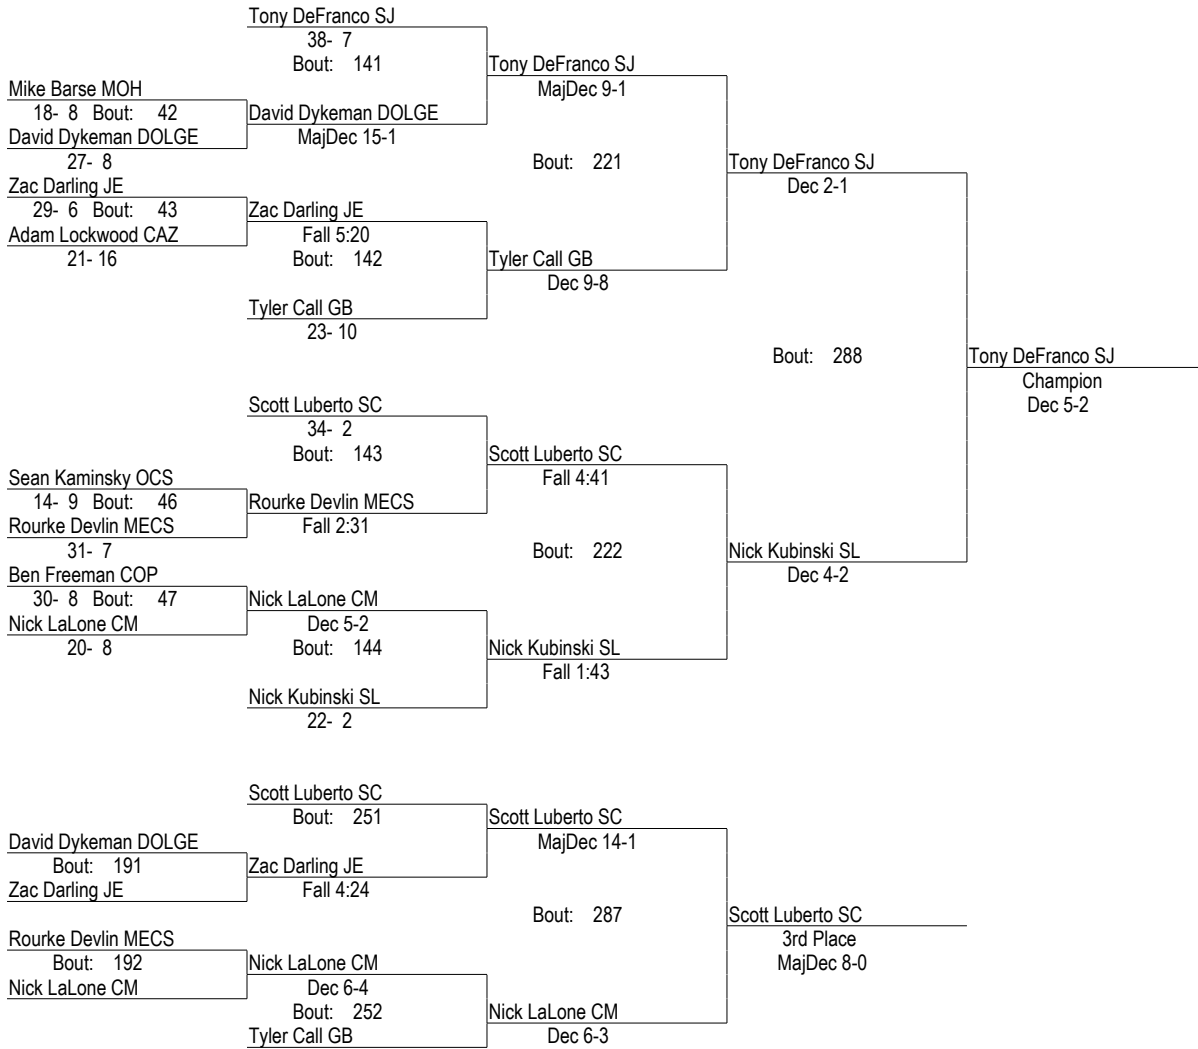 Tony DeFranco SJ
38- 7
Bout: 141 Tony DeFranco SJ
Mike Barse MOH MajDec 9-1
18- 8 Bout: 42 David Dykeman DOLGE
David Dykeman DOLGE MajDec 15-1
27- 8 Bout: 221 Tony DeFranco SJ
Zac Darling JE Dec 2-1
29- 6 Bout: 43 Zac Darling JE
Adam Lockwood CAZ Fall 5:20
21- 16 Bout: 142 Tyler Call GB
Dec 9-8
Tyler Call GB
23- 10
Bout: 288 Tony DeFranco SJ
Champion
Scott Luberto SC Dec 5-2
34- 2
Bout: 143 Scott Luberto SC
Sean Kaminsky OCS Fall 4:41
14- 9 Bout: 46 Rourke Devlin MECS
Rourke Devlin MECS Fall 2:31
31- 7 Bout: 222 Nick Kubinski SL
Ben Freeman COP Dec 4-2
30- 8 Bout: 47 Nick LaLone CM
Nick LaLone CM Dec 5-2
20- 8 Bout: 144 Nick Kubinski SL
Fall 1:43
Nick Kubinski SL
22- 2
Scott Luberto SC
Bout: 251 Scott Luberto SC
David Dykeman DOLGE MajDec 14-1
Bout: 191 Zac Darling JE
Zac Darling JE Fall 4:24
Bout: 287 Scott Luberto SC
Rourke Devlin MECS 3rd Place
Bout: 192 Nick LaLone CM MajDec 8-0
Nick LaLone CM Dec 6-4
Bout: 252 Nick LaLone CM
Tyler Call GB Dec 6-3